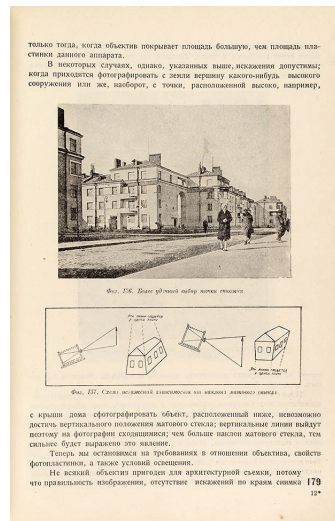 только тогда, когда объектив покрывает площадь большую, чем площадь пла-
стинки данного аппарата.
В некоторых случаях, однако, указанных выше, искажения допустимы;
когда приходятся фотографировать с земли вершину какого-нибудь высокого
сооружения или же, наоборот, с точки, расположенной высоко, например,
Фиг. 156. Более удачный выбор точки съемки
Фиг. 157. Схема искажений в зависимости от наклона матового стекла
с крыши дома сфотографировать объект, расположенный ниже, невозможно
достичь вертикального положения матового стекла; вертикальные линии выйдут
поэтому на фотографии сходящимися; чем больше наклон матового стекла, тем
сильнее будет выражено это явление.
Теперь мы остановимся на требованиях в отношении объектива, свойств
фотопластинки, а также условий освещения.
Не всякий объектив пригоден для архитектурной съемки, потому
что правильность изображения, отсутствие искажений по краям снимка 179
12*